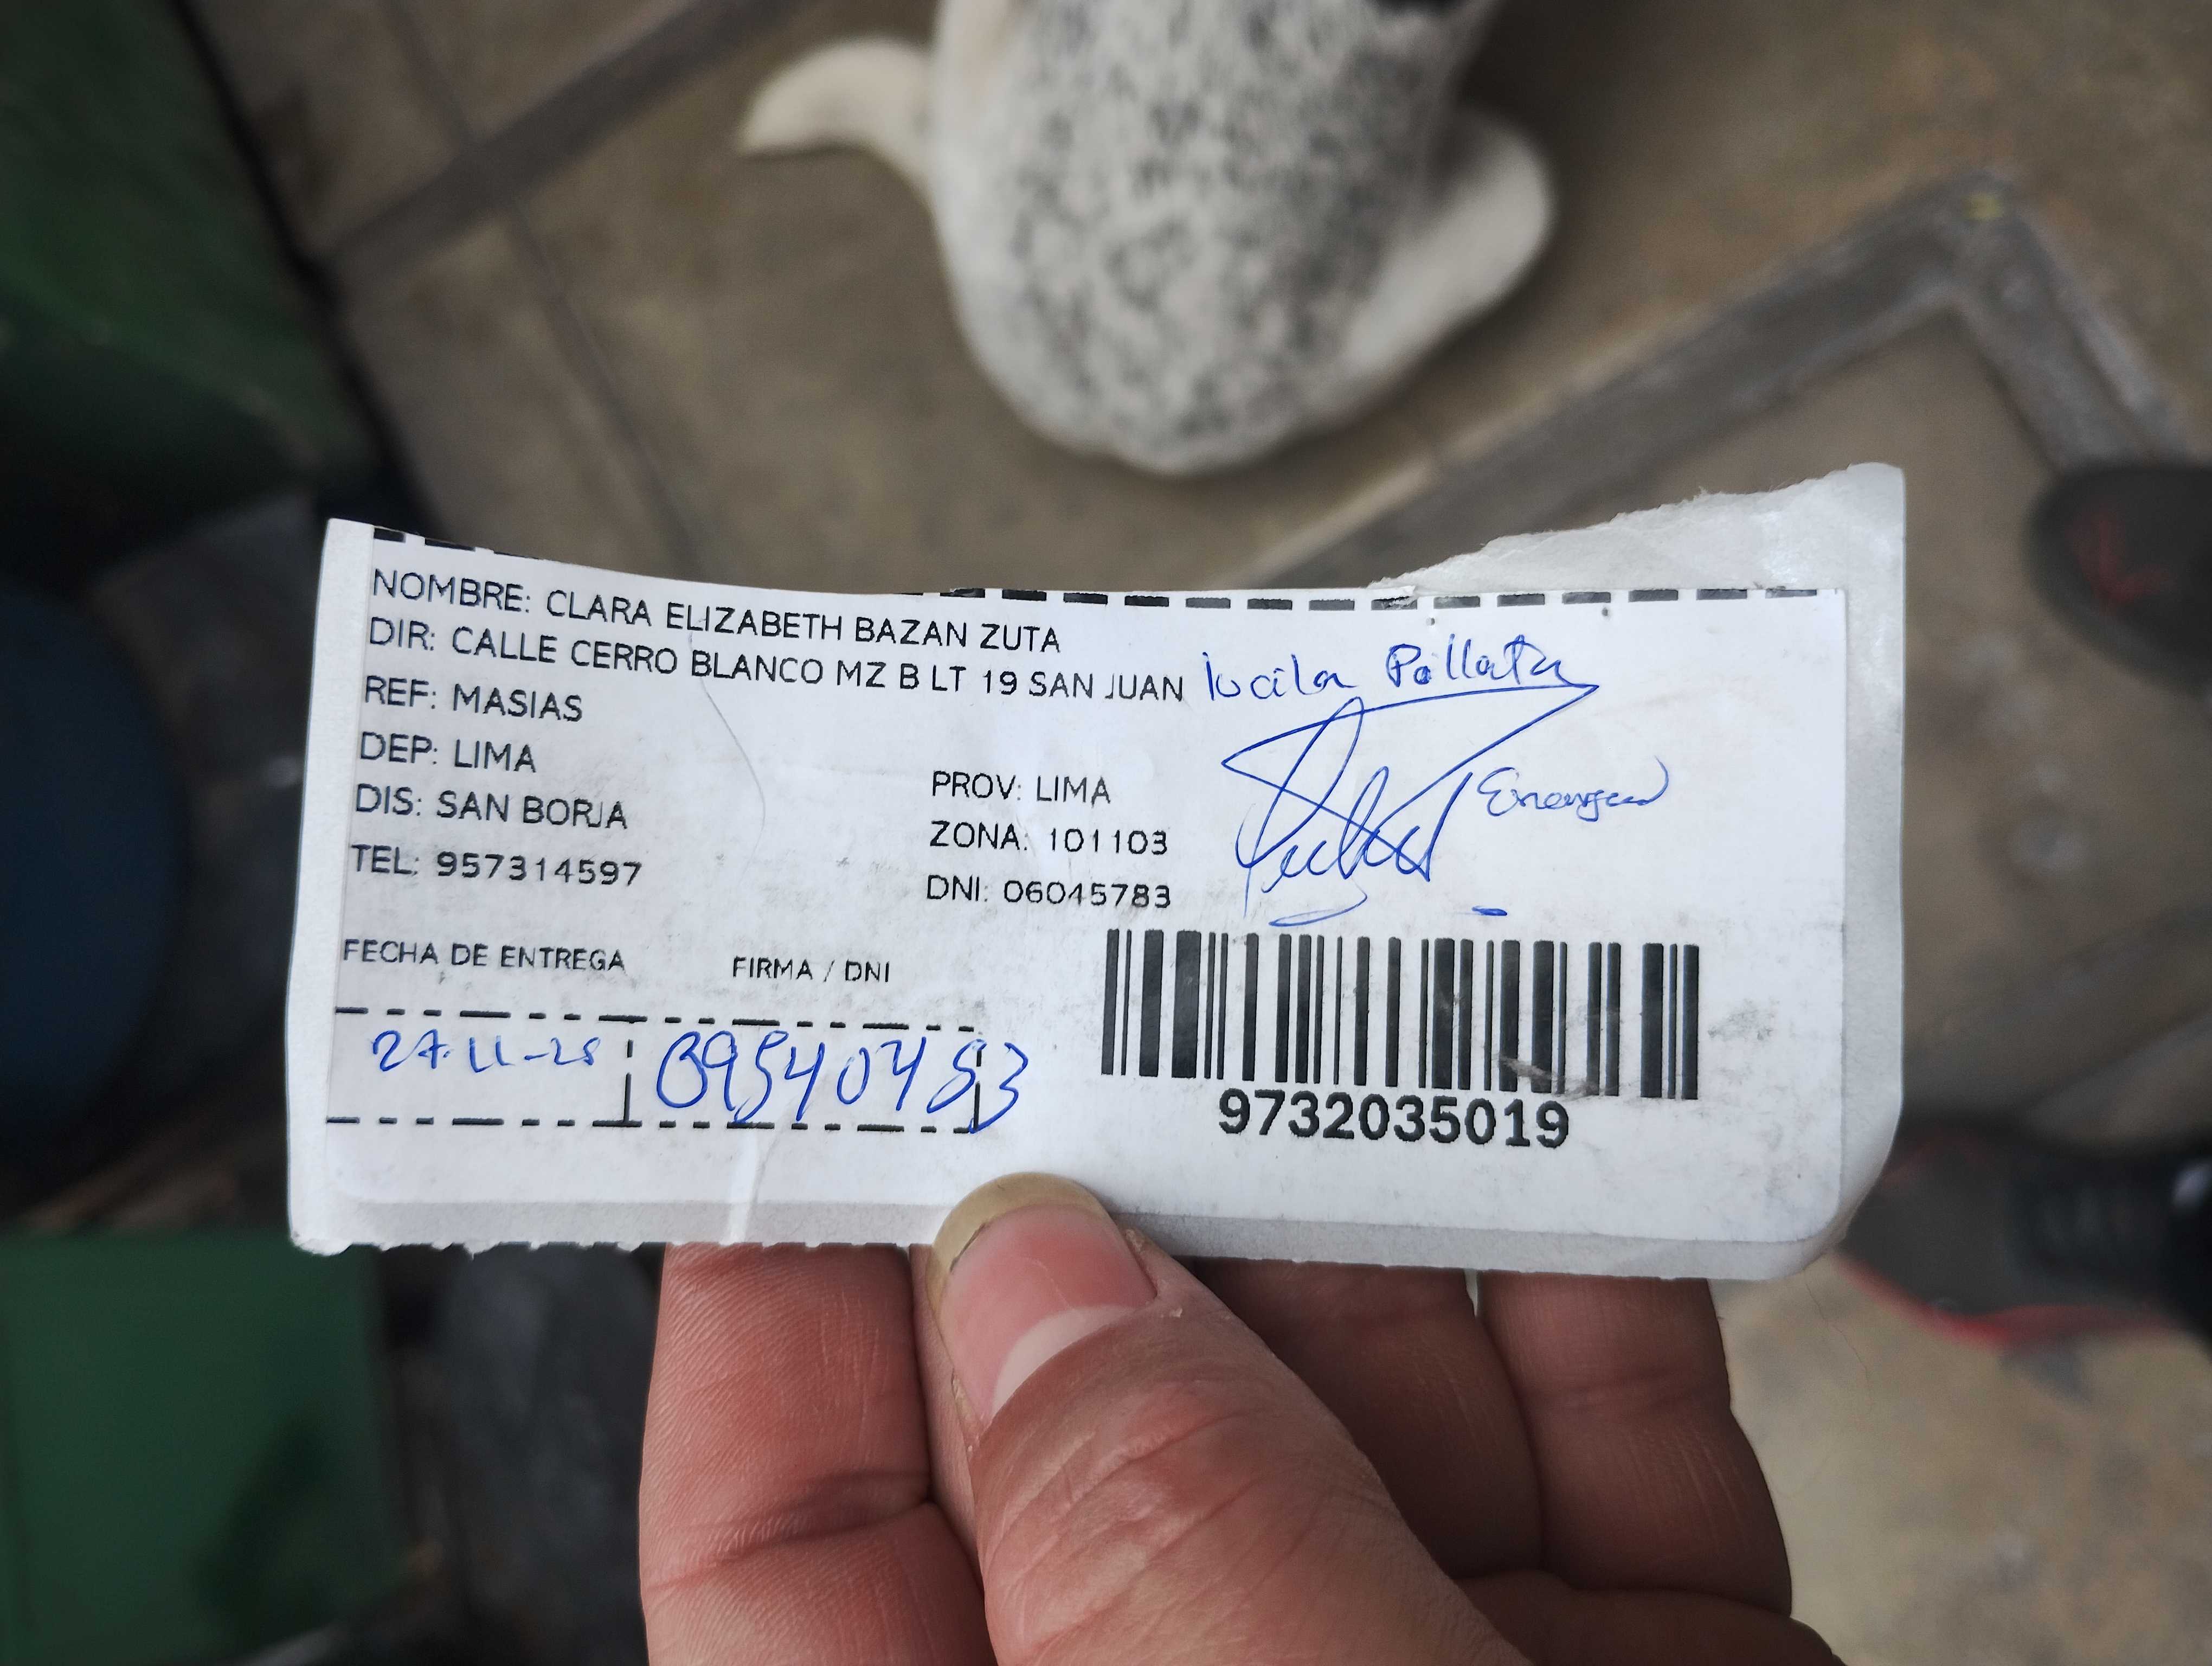 NOMBRE: CLARA ELIZABETH BAZAN ZUTA
DIR: CALLE CERRO BLANCO MZ B LT 19 SAN JUAN
lucila Pollata
REF: MASIAS
DEP: LIMA
PROV: LIMA
DIS: SAN BORJA
ZONA: 101103
TEL: 957314597
DNI: 06045783
FECHA DE ENTREGA
FIRMA / DNI
27-11-25
9732035019